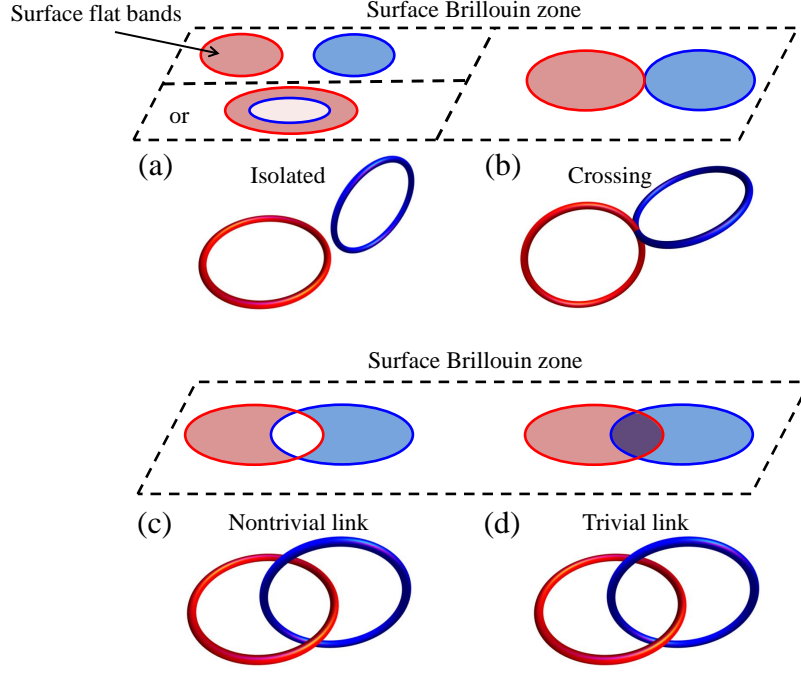 Surface flat bands
Surface Brillouin zone
or
(a)
(b)
Isolated
Crossing
Surface Brillouin zone
(c)
Nontrivial link
(d)
Trivial link